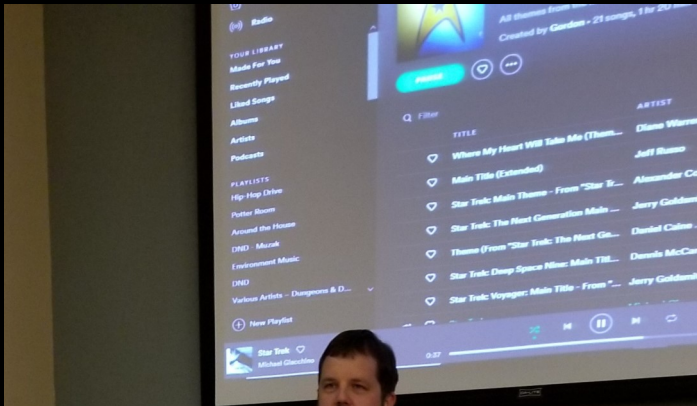 Radio
YOUR LIBRARY
Made For You
Recently Played
Liked Songs
Albums
Artists
Podcasts
PLAYLISTS
Hip-Hop Drive
Potter Room
Around the House
DND - Muzak
Environment Music
DND
Various Artists – Dungeons & D...
New Playlist
All themes from
Created by Gordon • 21 songs, 1 hr 20
PAUSE
Filter
TITLE ARTIST
Where My Heart Will Take Me (Them... Diane Warre
Main Title (Extended) Jeff Russo
Star Trek: Main Theme - From "Star Tr... Alexander Co
Star Trek: The Next Generation Main ... Jerry Goldsm
Theme (From "Star Trek: The Next Ge... Daniel Caine
Star Trek: Deep Space Nine: Main Titl... Dennis McCa
Star Trek: Voyager: Main Title - From "... Jerry Goldsmi
Star Trek
Michael Giacchino
0:37